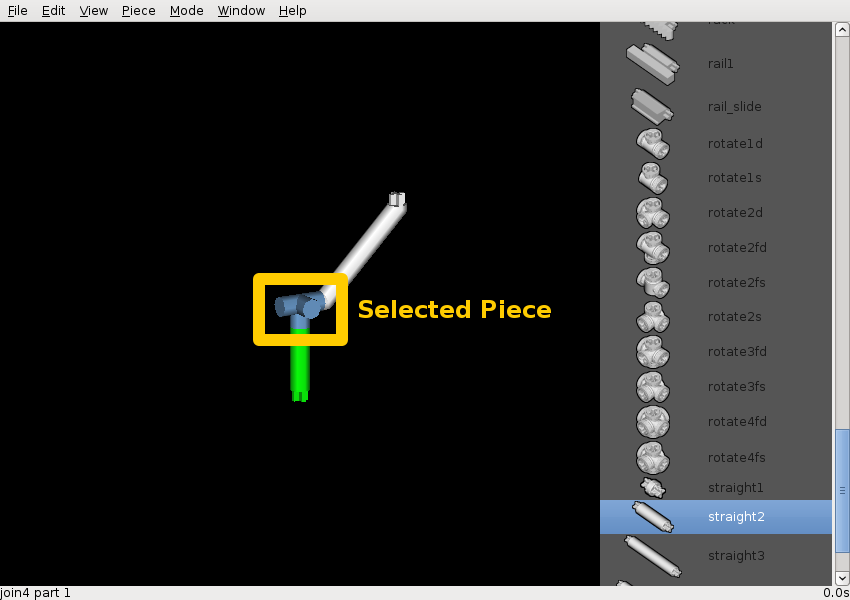 File Edit View Piece Mode Window Help
rack
rail1
rail_slide
rotate1d
rotate1s
rotate2d
rotate2fd
rotate2fs
rotate2s
rotate3fd
rotate3fs
rotate4fd
rotate4fs
straight1
straight2
straight3
Selected Piece
join4 part 1
0.0s